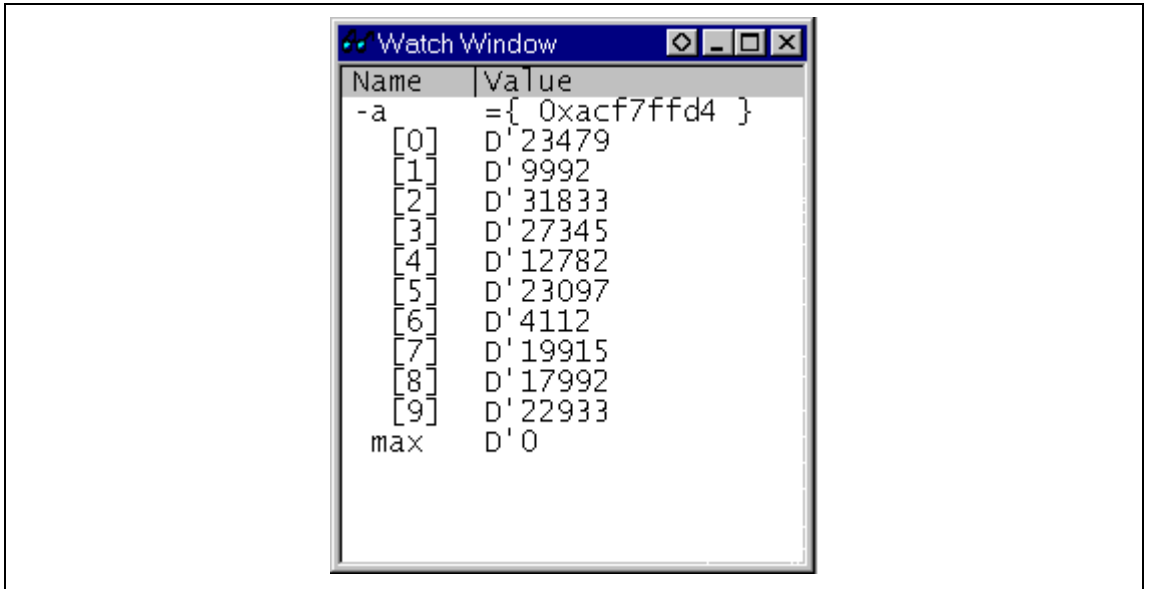 Watch Window
Name Value
-a ={ 0xacf7ffd4 }
[0] D'23479
[1] D'9992
[2] D'31833
[3] D'27345
[4] D'12782
[5] D'23097
[6] D'4112
[7] D'19915
[8] D'17992
[9] D'22933
max D'0